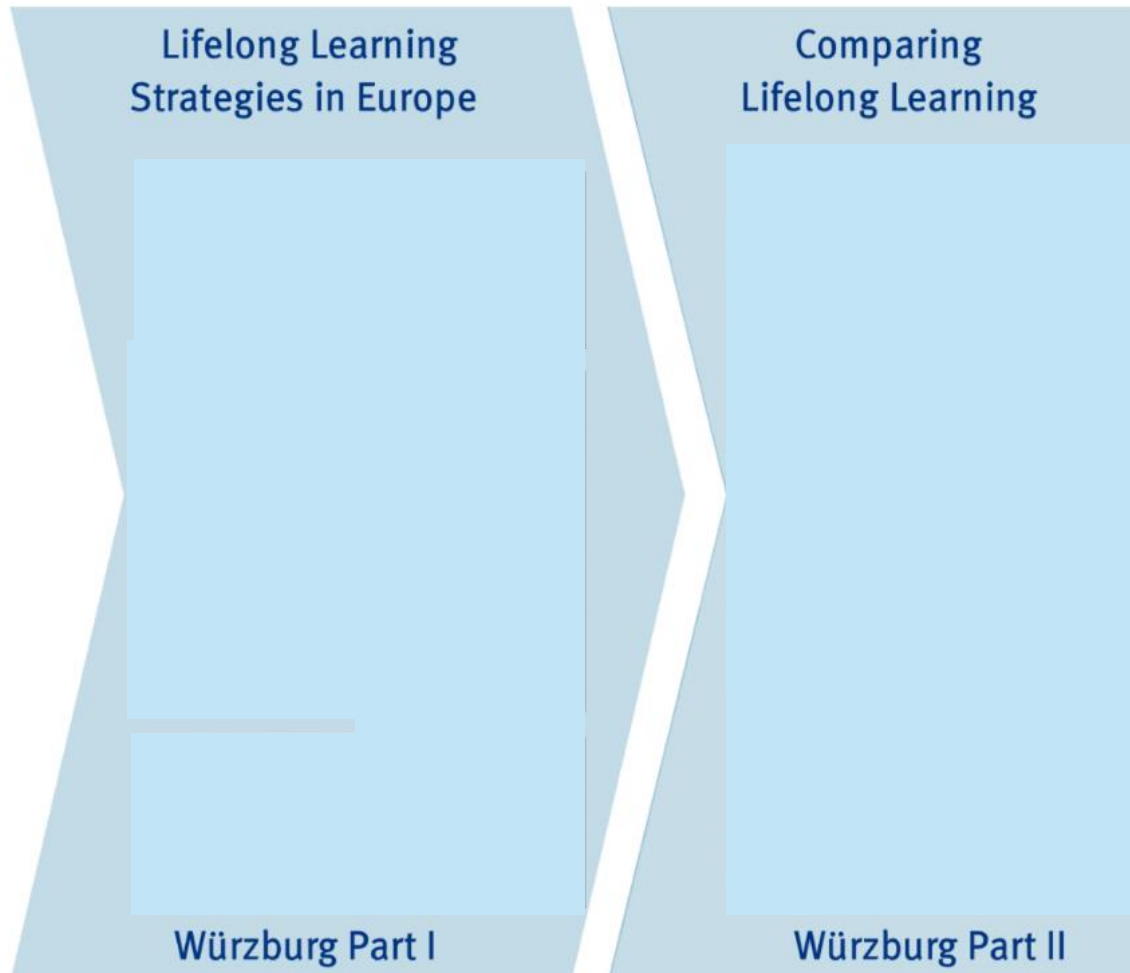 Lifelong Learning
Strategies in Europe
Würzburg Part I
Comparing
Lifelong Learning
Würzburg Part II